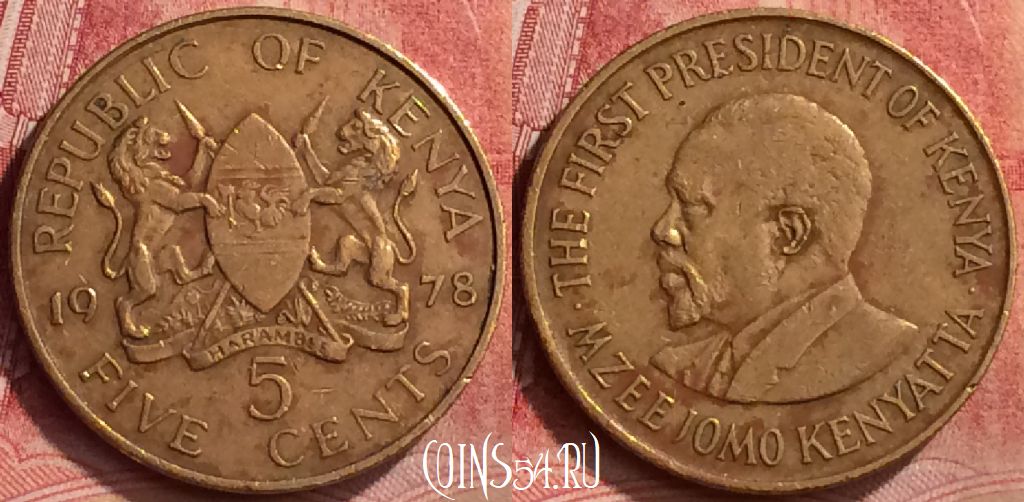 REPUBLIC OF KENYA
19 78
HARAMBEE
5
FIVE CENTS
· THE FIRST PRESIDENT OF KENYA ·
MZEE JOMO KENYATTA
COINS54.RU